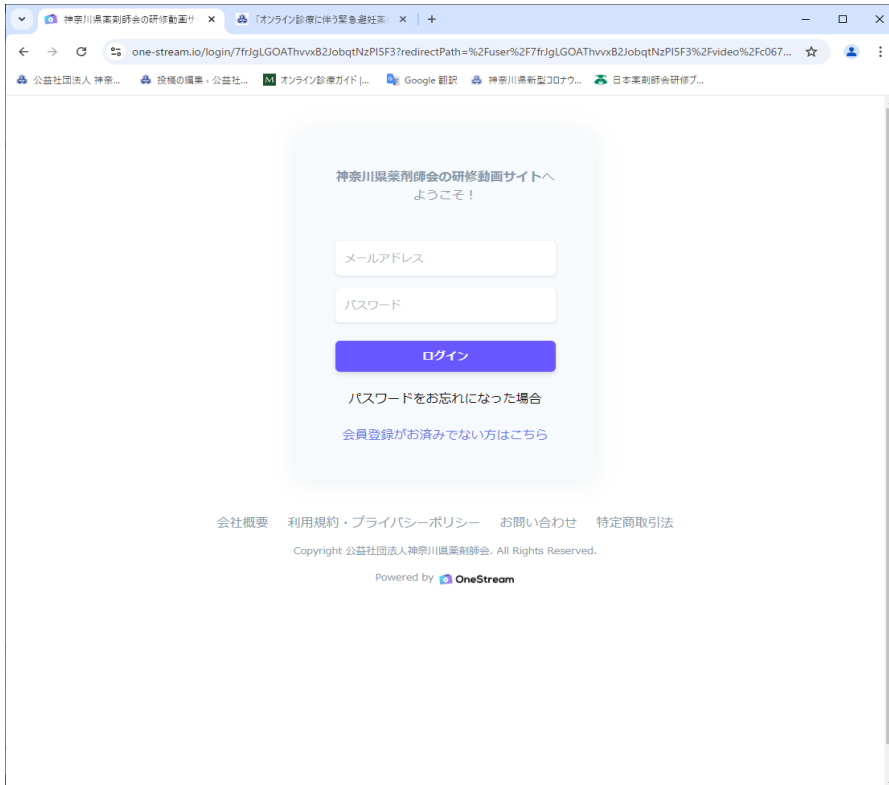 神奈川県薬剤師会の研修動画サ
「オンライン診療に伴う緊急避妊薬
one-stream.io/login/7frJgLGOAThvvxB2JobqtNzPI5F3?redirectPath=%2Fuser%2F7frJgLGOAThvvxB2JobqtNzPI5F3%2Fvideo%2Fc067...
公益社団法人 神奈...
投稿の編集 ‹ 公益社...
M オンライン診療ガイド |...
Google 翻訳
神奈川県新型コロナウ...
日本薬剤師会研修プ...
神奈川県薬剤師会の研修動画サイトへ
ようこそ！
メールアドレス
パスワード
ログイン
パスワードをお忘れになった場合
会員登録がお済みでない方はこちら
会社概要 利用規約・プライバシーポリシー お問い合わせ 特定商取引法
Copyright 公益社団法人神奈川県薬剤師会. All Rights Reserved.
Powered by OneStream